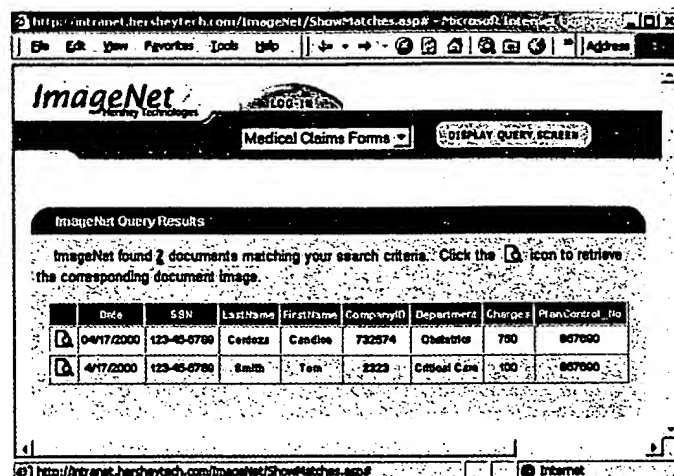 http://intranet.hersheytech.com/ImageNet/ShowMatches.asp# - Microsoft Internet
File Edit View Favorites Tools Help Address
ImageNet
Hershey Technologies
LOG-IN
Medical Claims Forms
DISPLAY QUERY SCREEN
ImageNet Query Results
ImageNet found 2 documents matching your search criteria. Click the icon to retrieve
the corresponding document image.
Date SSN LastName FirstName CompanyID Department Charges PlanControl_No
04/17/2000 123-45-6789 Cardoza Candice 732574 Obstetrics 750
4/17/2000 123-45-6789 Smith Tom 2323 Critical Care 100
http://intranet.hersheytech.com/ImageNet/ShowMatches.asp# Internet